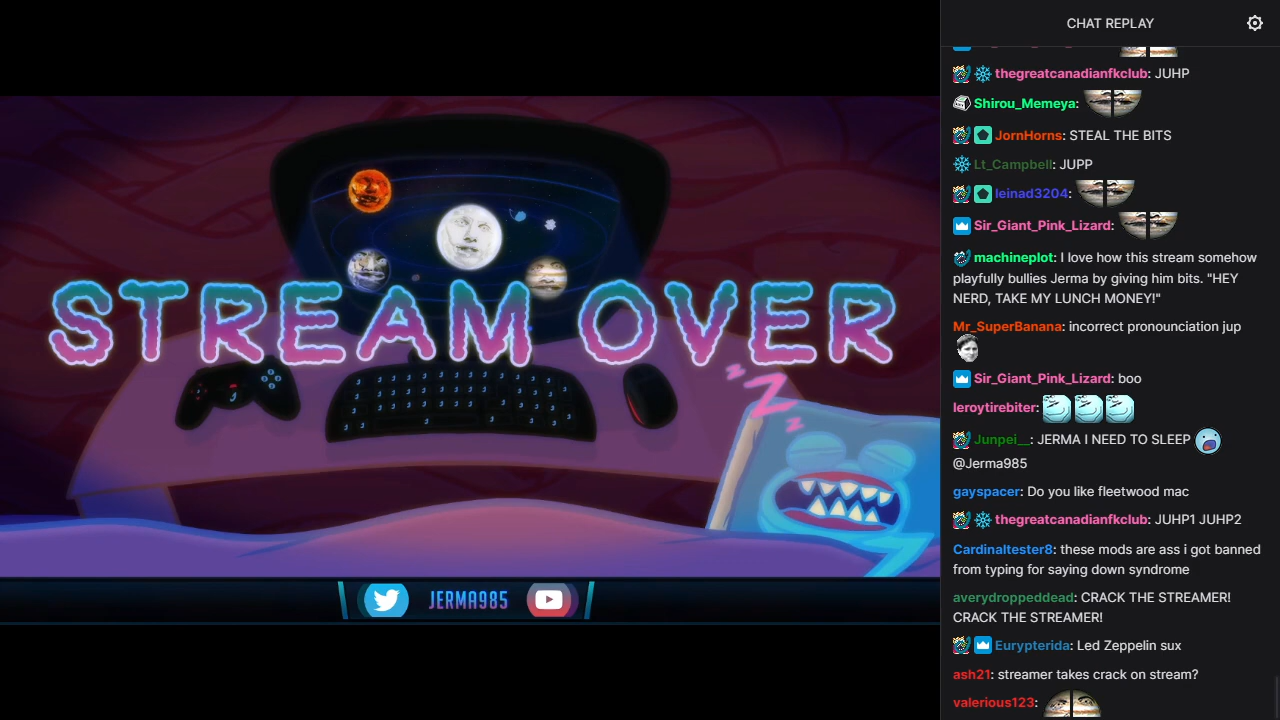 STREAM OVER
z
Z
z
JERMA985
CHAT REPLAY
thegreatcanadianfkclub: JUHP
Shirou_Memeya:
JornHorns: STEAL THE BITS
Lt_Campbell: JUPP
leinad3204:
Sir_Giant_Pink_Lizard:
machineplot: I love how this stream somehow
playfully bullies Jerma by giving him bits. "HEY
NERD, TAKE MY LUNCH MONEY!"
Mr_SuperBanana: incorrect pronounciation jup
Sir_Giant_Pink_Lizard: boo
leroytirebiter:
Junpei__: JERMA I NEED TO SLEEP
@Jerma985
gayspacer: Do you like fleetwood mac
thegreatcanadianfkclub: JUHP1 JUHP2
Cardinaltester8: these mods are ass i got banned
from typing for saying down syndrome
averydroppeddead: CRACK THE STREAMER!
CRACK THE STREAMER!
Eurypterida: Led Zeppelin sux
ash21: streamer takes crack on stream?
valerious123: